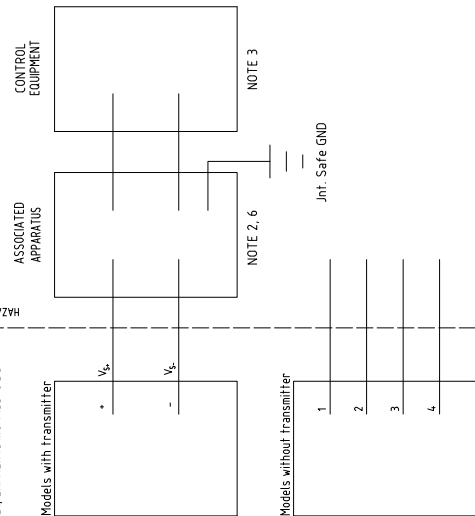 CONTROL
EQUIPMENT
NOTE 3
ASSOCIATED
APPARATUS
NOTE 2, 6
Jnt. Safe GND
Models with transmitter
+
VS+
-
VS-
Models without transmitter
1
2
3
4